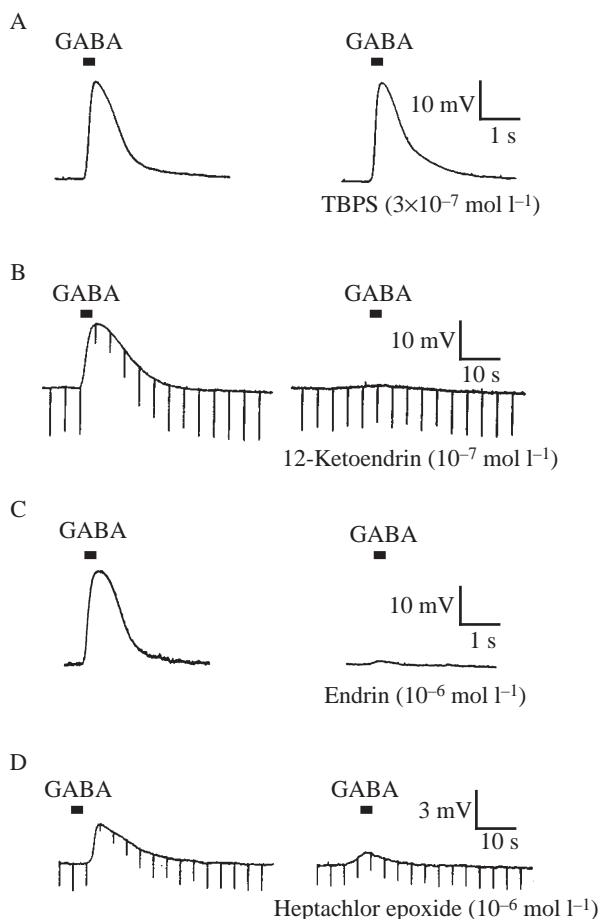 A
GABA GABA
10 mV
1 s
TBPS (3×10⁻⁷ mol l⁻¹)
B
GABA GABA
10 mV
10 s
12-Ketoendrin (10⁻⁷ mol l⁻¹)
C
GABA GABA
10 mV
1 s
Endrin (10⁻⁶ mol l⁻¹)
D
GABA GABA
3 mV
10 s
Heptachlor epoxide (10⁻⁶ mol l⁻¹)